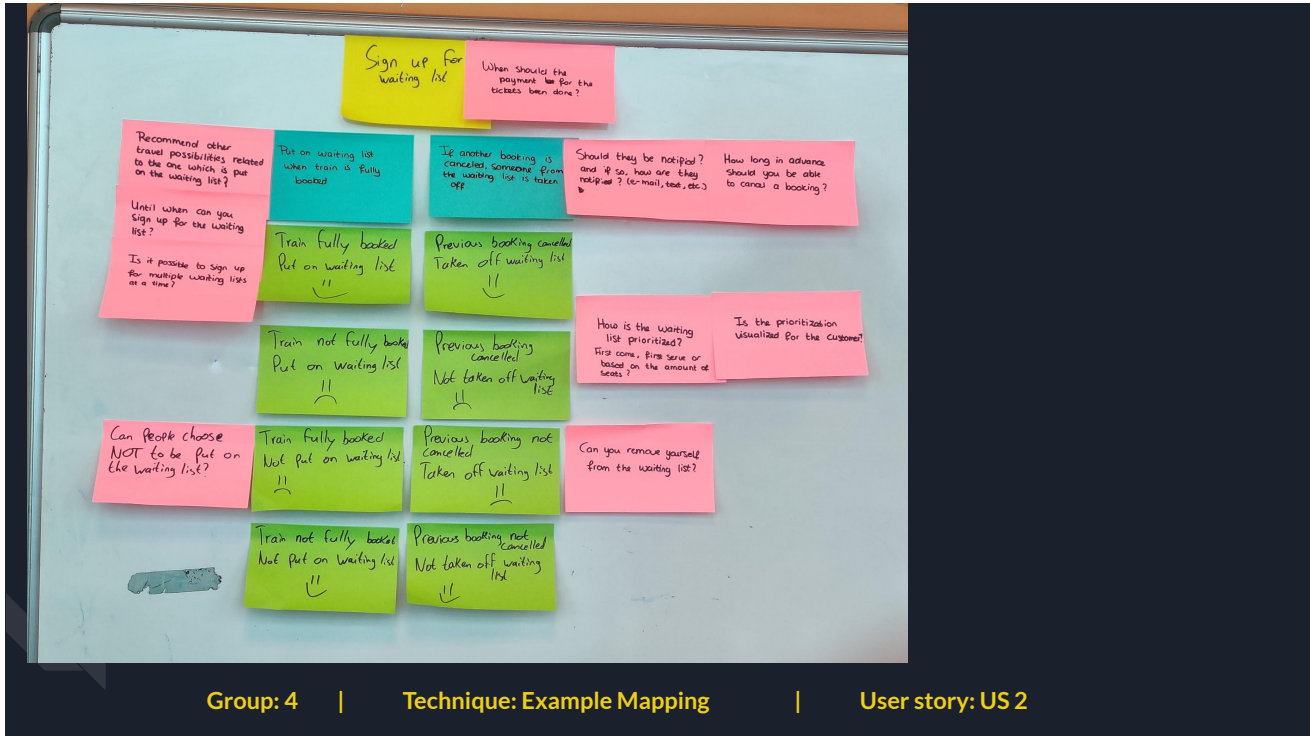 Sign up for
waiting list
When should the
payment for the
tickets been done?
Recommend other
travel possibilities related
to the one which is put
on the waiting list?
Until when can you
sign up for the waiting
list?
Is it possible to sign up
for multiple waiting lists
at a time?
Put on waiting list
when train is fully
booked
If another booking is
canceled, someone from
the waiting list is taken
off
Should they be notified?
and if so, how are they
notified? (e-mail, text, etc.)
How long in advance
should you be able
to cancel a booking?
Train fully booked
Put on waiting list
Previous booking cancelled
Taken off waiting list
Train not fully booked
Put on waiting list
Previous booking
cancelled
Not taken off waiting
list
How is the waiting
list prioritized?
First come, first serve or
based on the amount of
seats?
Is the prioritization
visualized for the customer?
Can People choose
NOT to be put on
the waiting list?
Train fully booked
Not put on waiting list.
Previous booking not
cancelled
Taken off waiting list
Can you remove yourself
from the waiting list?
Train not fully booked
Not put on waiting list
Previous booking not
cancelled
Not taken off waiting
list
Group: 4 | Technique: Example Mapping | User story: US 2